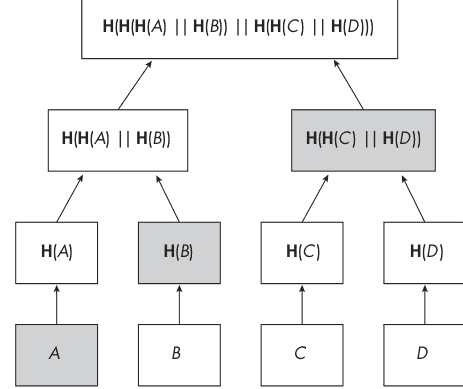 H(H(H(A) || H(B)) || H(H(C) || H(D)))
H(H(A) || H(B))
H(H(C) || H(D))
H(A)
H(B)
H(C)
H(D)
A
B
C
D